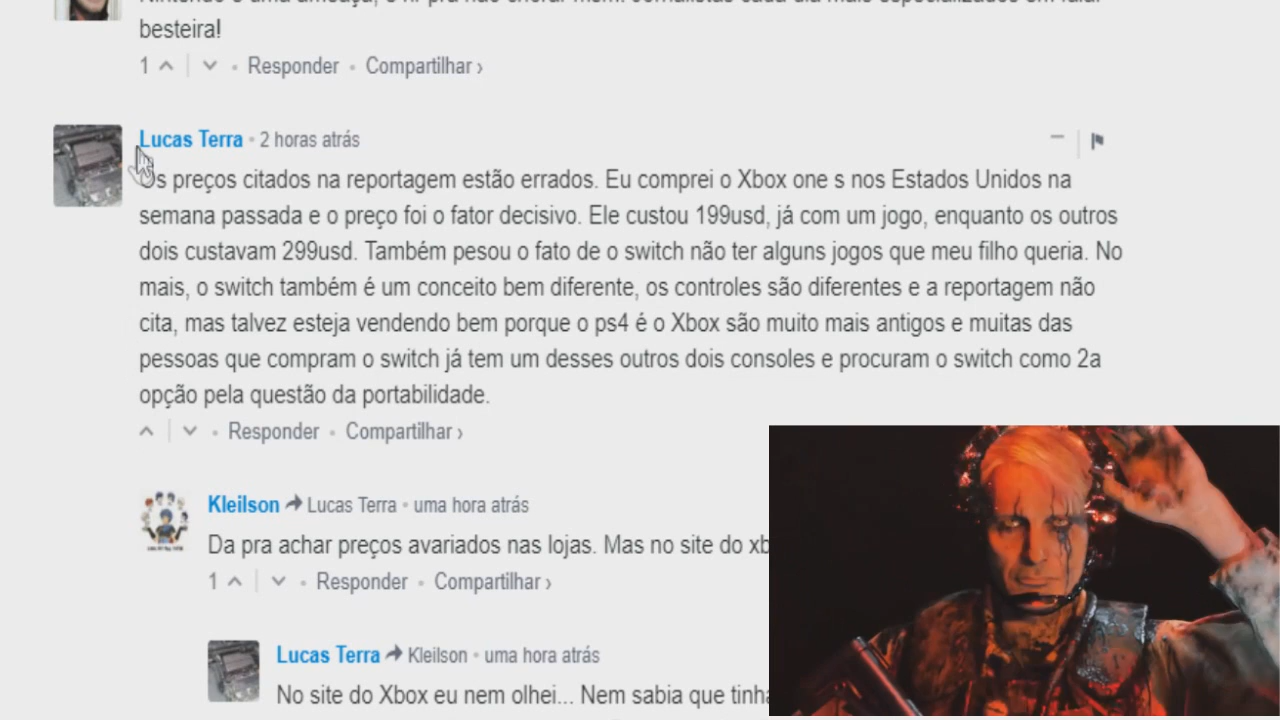 besteira!
1 Responder • Compartilhar ›
Lucas Terra • 2 horas atrás
Os preços citados na reportagem estão errados. Eu comprei o Xbox one s nos Estados Unidos na
semana passada e o preço foi o fator decisivo. Ele custou 199usd, já com um jogo, enquanto os outros
dois custavam 299usd. Também pesou o fato de o switch não ter alguns jogos que meu filho queria. No
mais, o switch também é um conceito bem diferente, os controles são diferentes e a reportagem não
cita, mas talvez esteja vendendo bem porque o ps4 é o Xbox são muito mais antigos e muitas das
pessoas que compram o switch já tem um desses outros dois consoles e procuram o switch como 2a
opção pela questão da portabilidade.
• Responder • Compartilhar ›
Kleilson Lucas Terra • uma hora atrás
Da pra achar preços avariados nas lojas. Mas no site do xb
1 • Responder • Compartilhar ›
Lucas Terra Kleilson • uma hora atrás
No site do Xbox eu nem olhei... Nem sabia que tinha